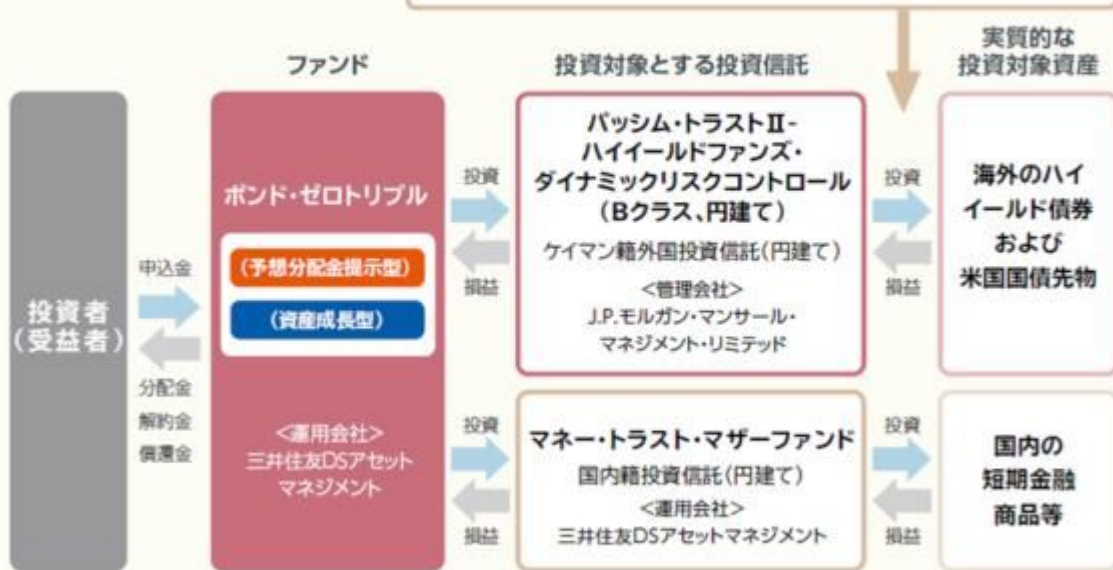 ファンド
投資対象とする投資信託
実質的な
投資対象資産
投資者
(受益者)
申込金
分配金
解約金
償還金
ボンド・ゼロトリプル
(予想分配金提示型)
(資産成長型)
<運用会社>
三井住友DSアセット
マネジメント
投資
損益
バッシム・トラストⅡ-
ハイイールドファンズ・
ダイナミックリスクコントロール
(Bクラス、円建て)
ケイマン籍外国投資信託(円建て)
<管理会社>
J.P.モルガン・マンサール・
マネジメント・リミテッド
投資
損益
海外のハイ
イールド債券
および
米国国債先物
投資
損益
マネー・トラスト・マザーファンド
国内籍投資信託(円建て)
<運用会社>
三井住友DSアセットマネジメント
投資
損益
国内の
短期金融
商品等